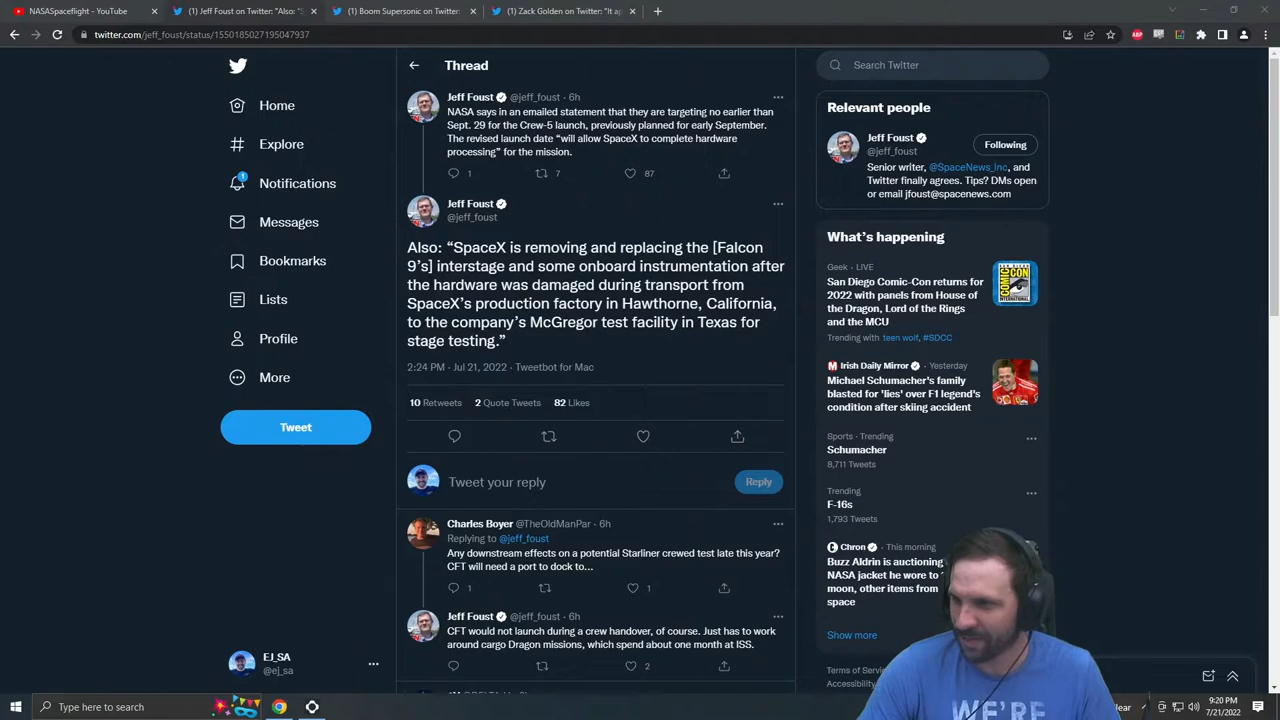 NASASpaceflight - YouTube
Jeff Foust on Twitter: "Also: "S
Boom Supersonic on Twitter:
Zack Golden on Twitter: "It ap
twitter.com/jeff_foust/status/1550185027195047937
ABP
Home
Explore
1
Notifications
Messages
Bookmarks
Lists
Profile
More
Tweet
EJ_SA
@ej_sa
Thread
Jeff Foust @jeff_foust · 6h
NASA says in an emailed statement that they are targeting no earlier than
Sept. 29 for the Crew-5 launch, previously planned for early September.
The revised launch date “will allow SpaceX to complete hardware
processing” for the mission.
1 7 87
Jeff Foust
@jeff_foust
Also: “SpaceX is removing and replacing the [Falcon
9’s] interstage and some onboard instrumentation after
the hardware was damaged during transport from
SpaceX’s production factory in Hawthorne, California,
to the company’s McGregor test facility in Texas for
stage testing.”
2:24 PM · Jul 21, 2022 · Tweetbot for Mac
10 Retweets 2 Quote Tweets 82 Likes
Tweet your reply
Reply
Charles Boyer @TheOldManPar · 6h
Replying to @jeff_foust
Any downstream effects on a potential Starliner crewed test late this year?
CFT will need a port to dock to...
1 1
Jeff Foust @jeff_foust · 6h
CFT would not launch during a crew handover, of course. Just has to work
around cargo Dragon missions, which spend about one month at ISS.
2
Search Twitter
Relevant people
Jeff Foust
@jeff_foust
Following
Senior writer, @SpaceNews_Inc, and
Twitter finally agrees. Tips? DMs open
or email jfoust@spacenews.com
What’s happening
Geek · LIVE
San Diego Comic-Con returns for
2022 with panels from House of
the Dragon, Lord of the Rings
and the MCU
Trending with teen wolf, #SDCC
COMIC CON
INTERNATIONAL
Irish Daily Mirror · Yesterday
Michael Schumacher's family
blasted for 'lies' over F1 legend's
condition after skiing accident
Sports · Trending
Schumacher
8,711 Tweets
Trending
F-16s
1,793 Tweets
Chron · This morning
Buzz Aldrin is auctioning
NASA jacket he wore to
moon, other items from
space
Show more
Terms of Servi
Accessibility
WE'RE
Type here to search
lear
9:20 PM
7/21/2022